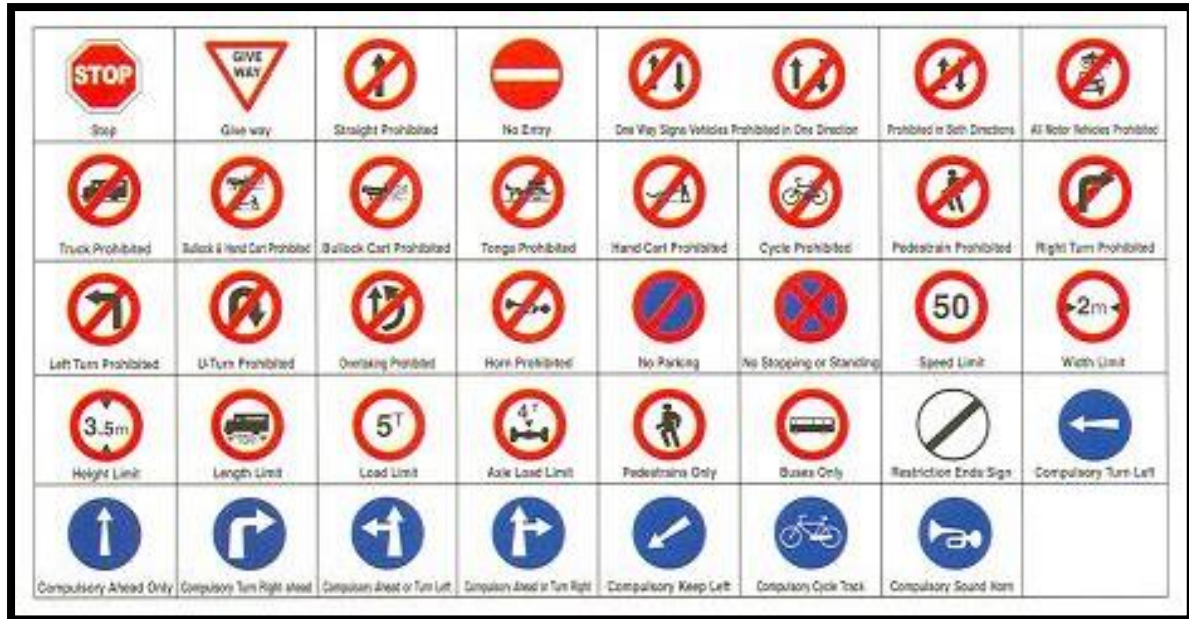 STOP
Stop
GIVE
WAY
Give way
Straight Prohibited
No Entry
One Way Signs Vehicles Prohibited in One Direction
Prohibited in Both Directions
All Motor Vehicles Prohibited
Truck Prohibited
Bullock & Hand Cart Prohibited
Bullock Cart Prohibited
Tonga Prohibited
Hand Cart Prohibited
Cycle Prohibited
Pedestrain Prohibited
Right Turn Prohibited
Left Turn Prohibited
U-Turn Prohibited
Overtaking Prohibited
Horn Prohibited
No Parking
No Stopping or Standing
50
Speed Limit
2m
Width Limit
3.5m
Height Limit
Length Limit
5T
Load Limit
4T
Axle Load Limit
Pedestrains Only
Buses Only
Restriction Ends Sign
Compulsory Turn Left
Compulsory Ahead Only
Compulsory Turn Right ahead
Compulsory Ahead or Turn Left
Compulsory Ahead or Turn Right
Compulsory Keep Left
Compulsory Cycle Track
Compulsory Sound Horn